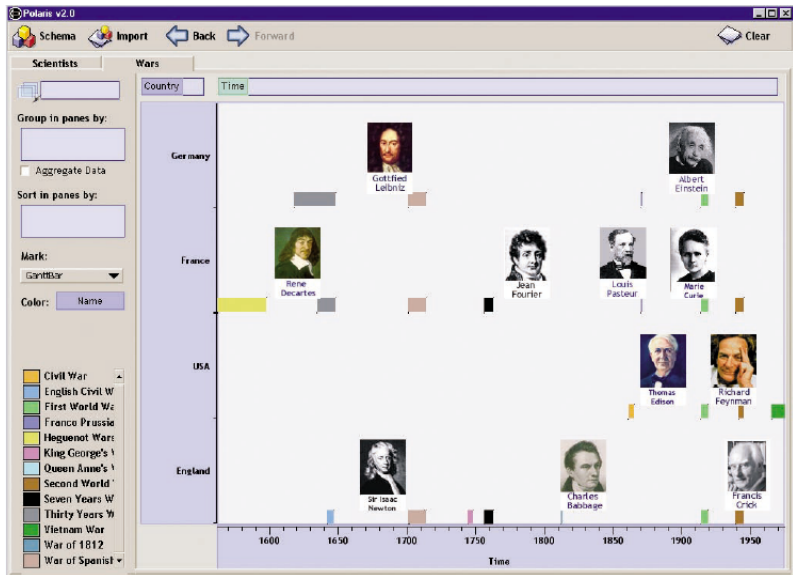 Polaris v2.0
Schema
Import
Back
Forward
Clear
Scientists
Wars
Country
Time
Group in panes by:
Aggregate Data
Sort in panes by:
Mark:
GanttBar
Color:
Name
Civil War
English Civil W
First World Wa
Franco Prussia
Heguenot Wars
King George's W
Queen Anne's W
Second World
Seven Years W
Thirty Years W
Vietnam War
War of 1812
War of Spanish
Germany
Gottfied
Leibniz
Albert
Einstein
France
Rene
Decartes
Jean
Fourier
Louis
Pasteur
Marie
Curie
USA
Thomas
Edison
Richard
Feynman
England
Sir Isaac
Newton
Charles
Babbage
Francis
Crick
1600
1650
1700
1750
1800
1850
1900
1950
Time